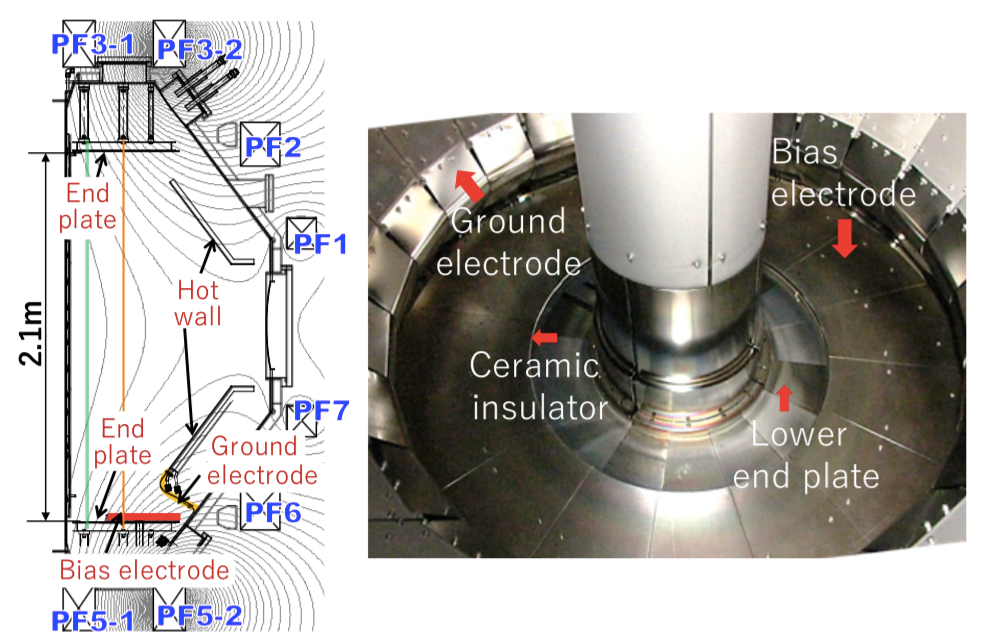 PF3-1
PF3-2
PF2
End
plate
PF1
Hot
wall
2.1m
PF7
End
plate
Ground
electrode
PF6
Bias electrode
PF5-1
PF5-2
Bias
electrode
Ground
electrode
Ceramic
insulator
Lower
end plate